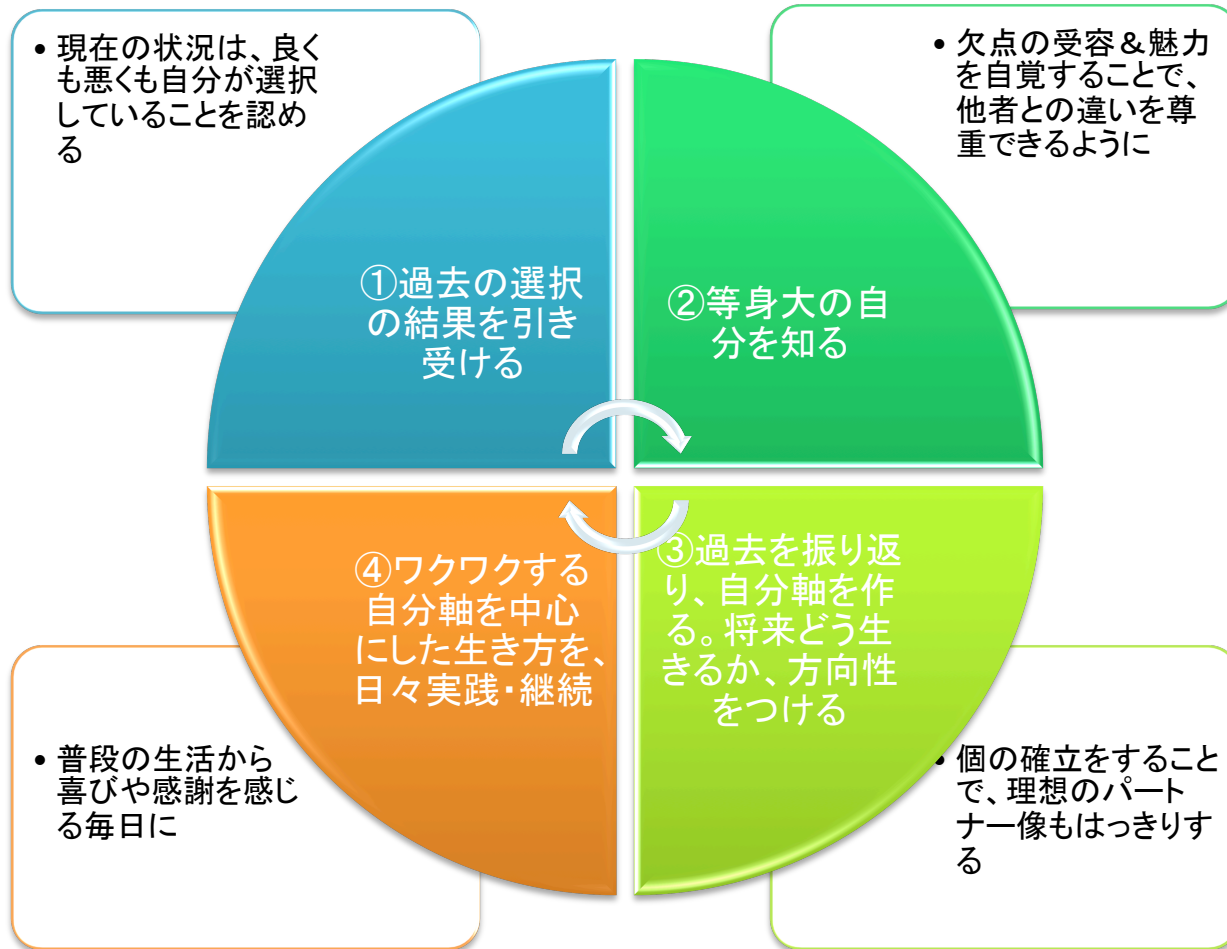 • 現在の状況は、良く
も悪くも自分が選択
していることを認め
る
• 欠点の受容＆魅力
を自覚することで、
他者との違いを尊
重できるように
①過去の選択
の結果を引き
受ける
②等身大の自
分を知る
③過去を振り返
り、自分軸を作
る。将来どう生
きるか、方向性
をつける
④ワクワクする
自分軸を中心
にした生き方を、
日々実践・継続
• 普段の生活から
喜びや感謝を感じ
る毎日に
• 個の確立をすること
で、理想のパート
ナー像もはっきりす
る